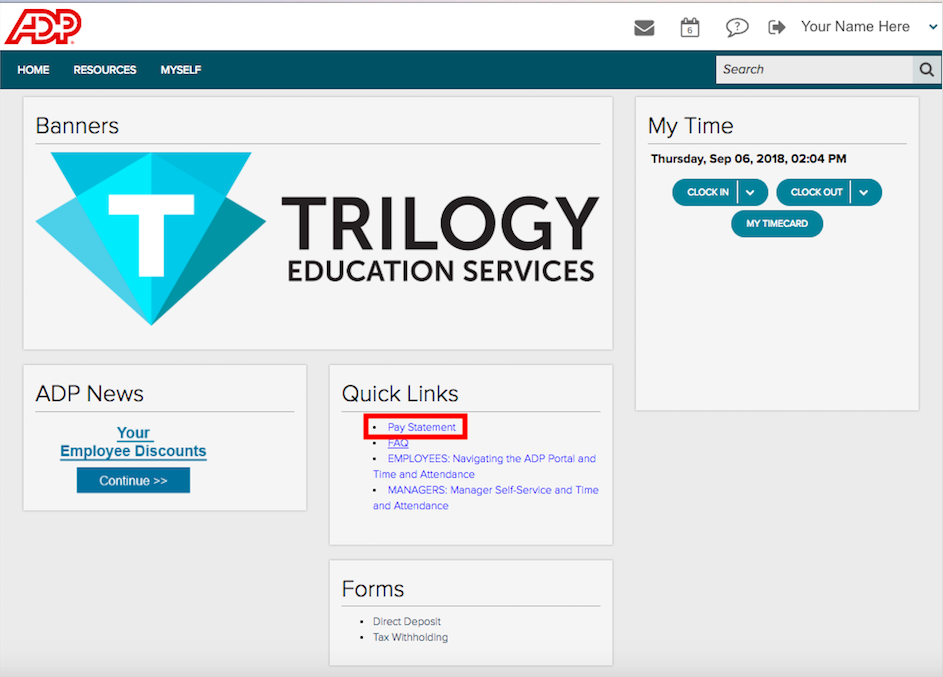 ADP
6
?
Your Name Here
HOME RESOURCES MYSELF
Search
Banners
T
TRILOGY
EDUCATION SERVICES
My Time
Thursday, Sep 06, 2018, 02:04 PM
CLOCK IN
CLOCK OUT
MY TIMECARD
ADP News
Your
Employee Discounts
Continue >>
Quick Links
• Pay Statement
• FAQ
• EMPLOYEES: Navigating the ADP Portal and
Time and Attendance
• MANAGERS: Manager Self-Service and Time
and Attendance
Forms
• Direct Deposit
• Tax Withholding